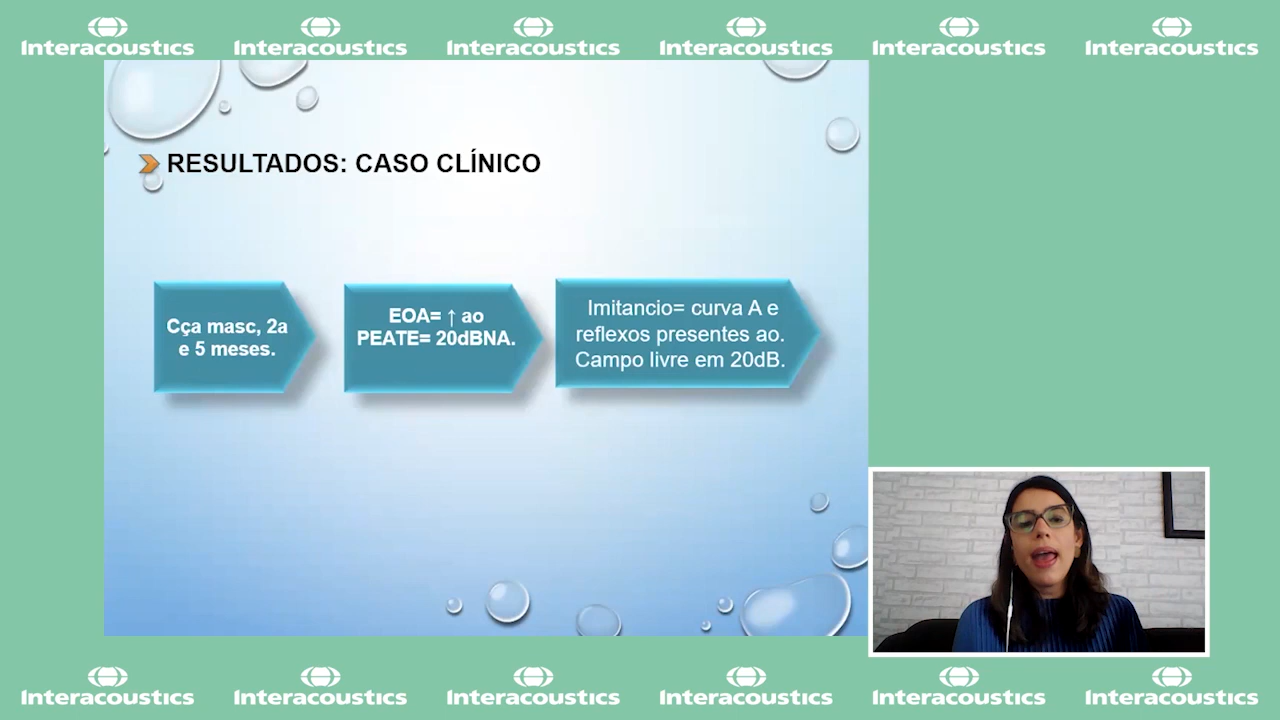 Interacoustics Interacoustics Interacoustics Interacoustics Interacoustics Interacoustics
RESULTADOS: CASO CLÍNICO
Cça masc, 2a
e 5 meses.
EOA= ↑ ao
PEATE= 20dBNA.
Imitancio= curva A e
reflexos presentes ao.
Campo livre em 20dB.
Interacoustics Interacoustics Interacoustics Interacoustics Interacoustics Interacoustics